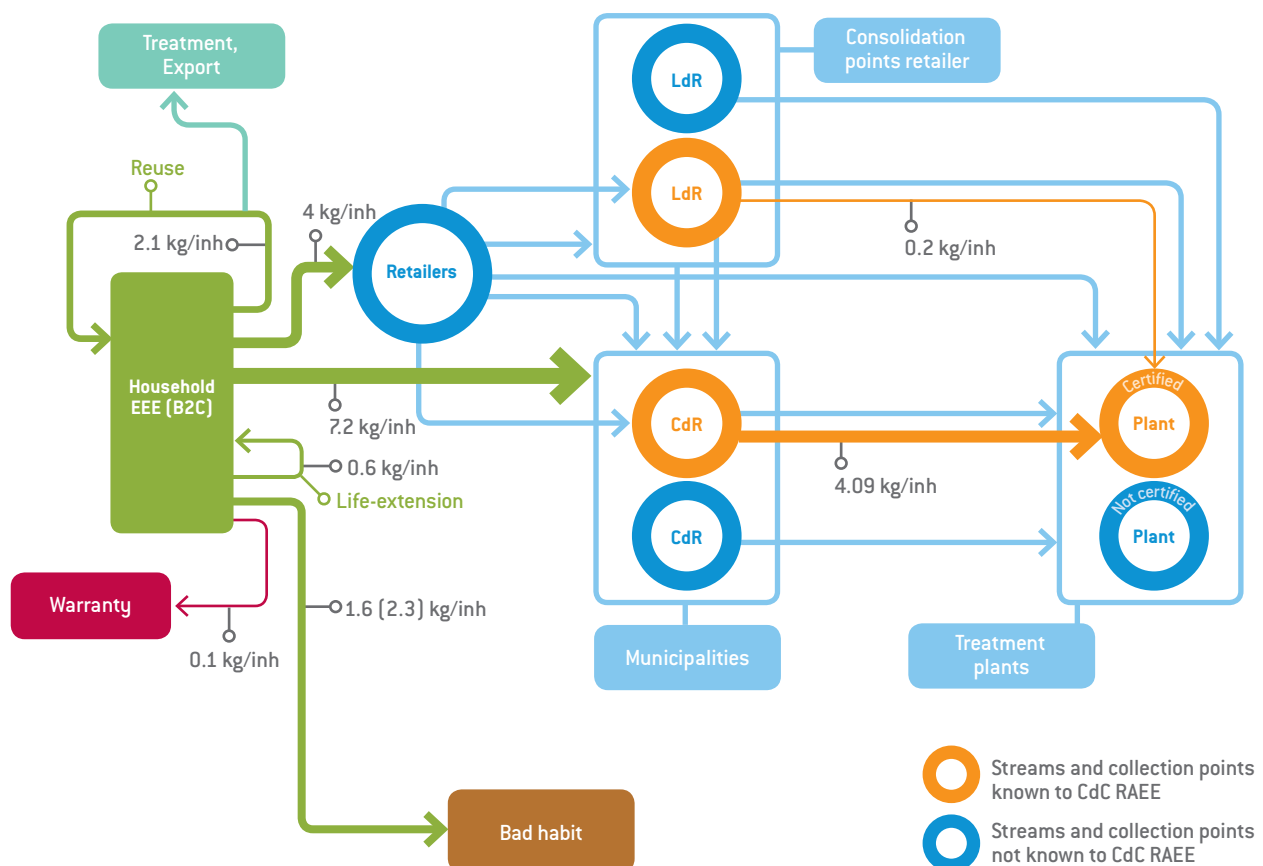 Treatment,
Export
Consolidation
points retailer
LdR
LdR
Reuse
2.1 kg/inh
4 kg/inh
0.2 kg/inh
Retailers
Household
EEE (B2C)
7.2 kg/inh
0.6 kg/inh
Life-extension
CdR
CdR
4.09 kg/inh
Certified
Plant
Not certified
Plant
Warranty
0.1 kg/inh
1.6 (2.3) kg/inh
Municipalities
Treatment
plants
Bad habit
Streams and collection points
known to CdC RAEE
Streams and collection points
not known to CdC RAEE